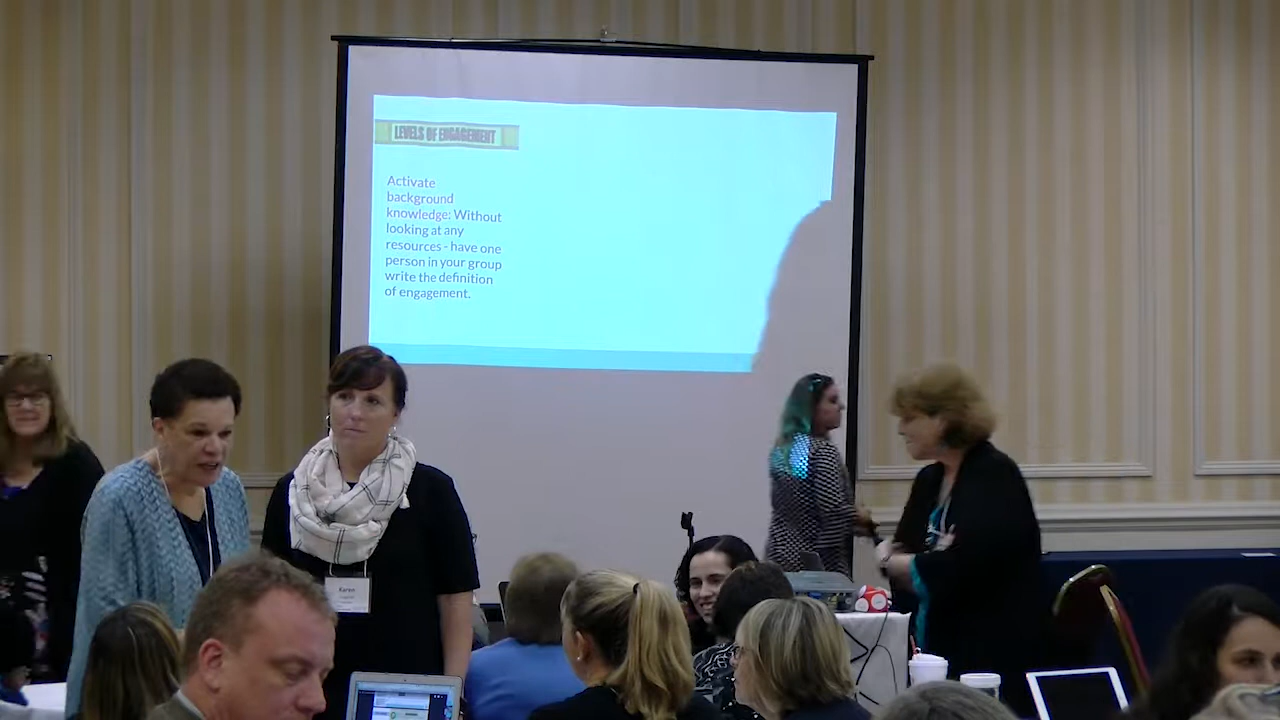 LEVELS OF ENGAGEMENT
Activate
background
knowledge: Without
looking at any
resources - have one
person in your group
write the definition
of engagement.
Karen